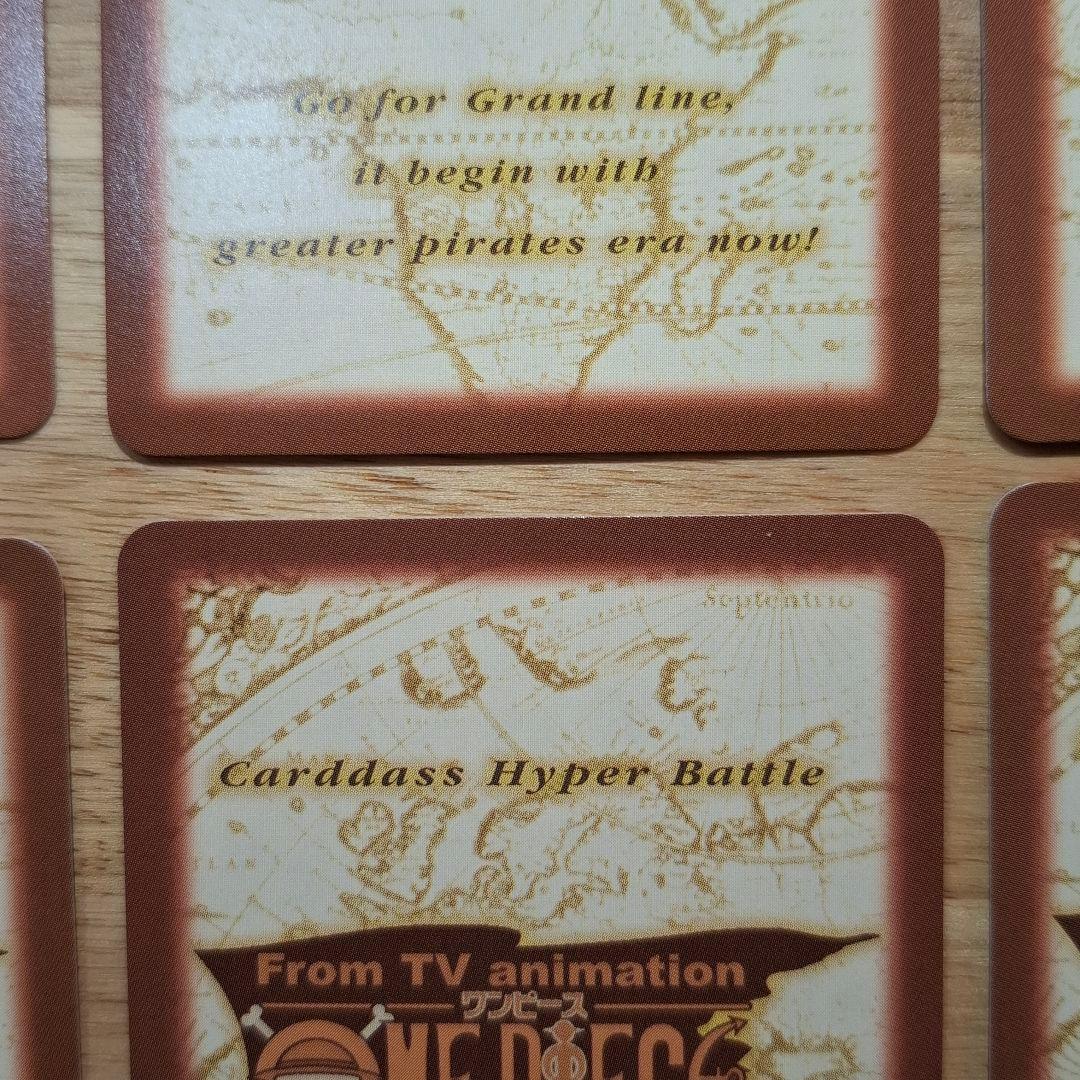 Go for Grand line,
it begin with
greater pirates era now!
Septentrio
Carddass Hyper Battle
From TV animation
ワンピース
ONE PIECE